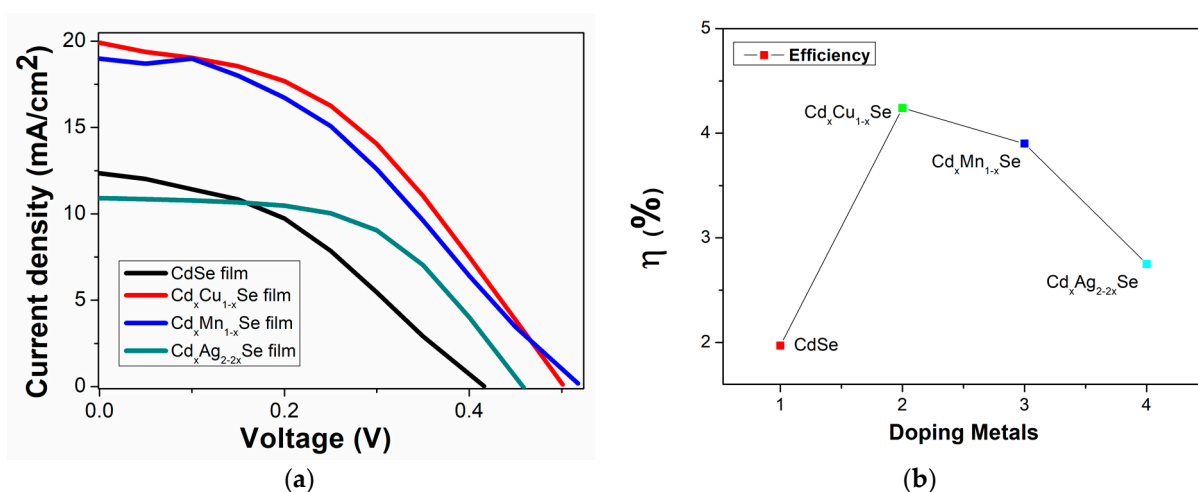 20
15
10
5
0
Current density (mA/cm²)
CdSe film
CdₓCu₁₋ₓSe film
CdₓMn₁₋ₓSe film
CdₓAg₂₋₂ₓSe film
0.0 0.2 0.4
Voltage (V)
(a)
5
4
3
2
η (%)
Efficiency
CdₓCu₁₋ₓSe
CdₓMn₁₋ₓSe
CdₓAg₂₋₂ₓSe
CdSe
1 2 3 4
Doping Metals
(b)